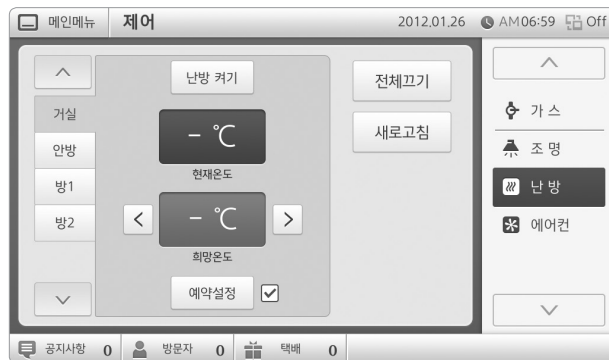 메인메뉴 제어 2012.01.26 AM 06:59 Off
난방 켜기
전체끄기
거실
- ℃
새로고침
가 스
안방
조 명
현재온도
방1
난 방
방2
< - ℃ >
에어컨
희망온도
예약설정
공지사항 0 방문자 0 택배 0